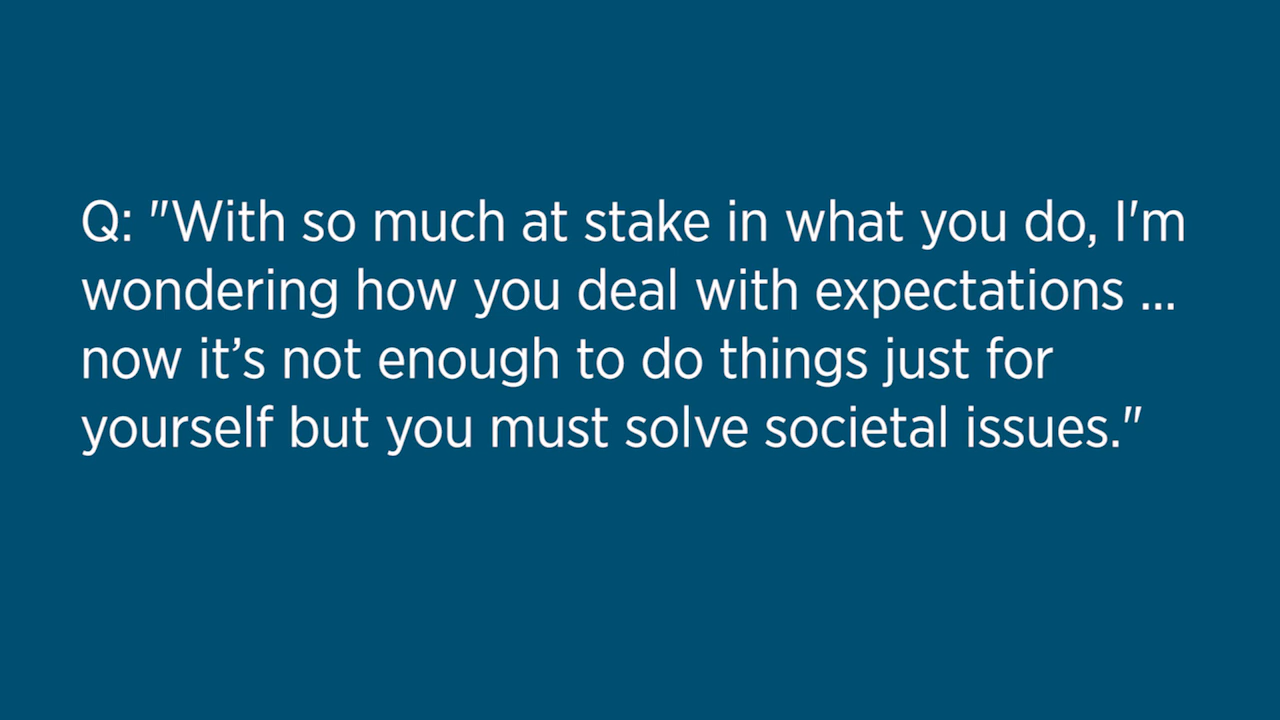 Q: "With so much at stake in what you do, I'm
wondering how you deal with expectations ...
now it’s not enough to do things just for
yourself but you must solve societal issues."